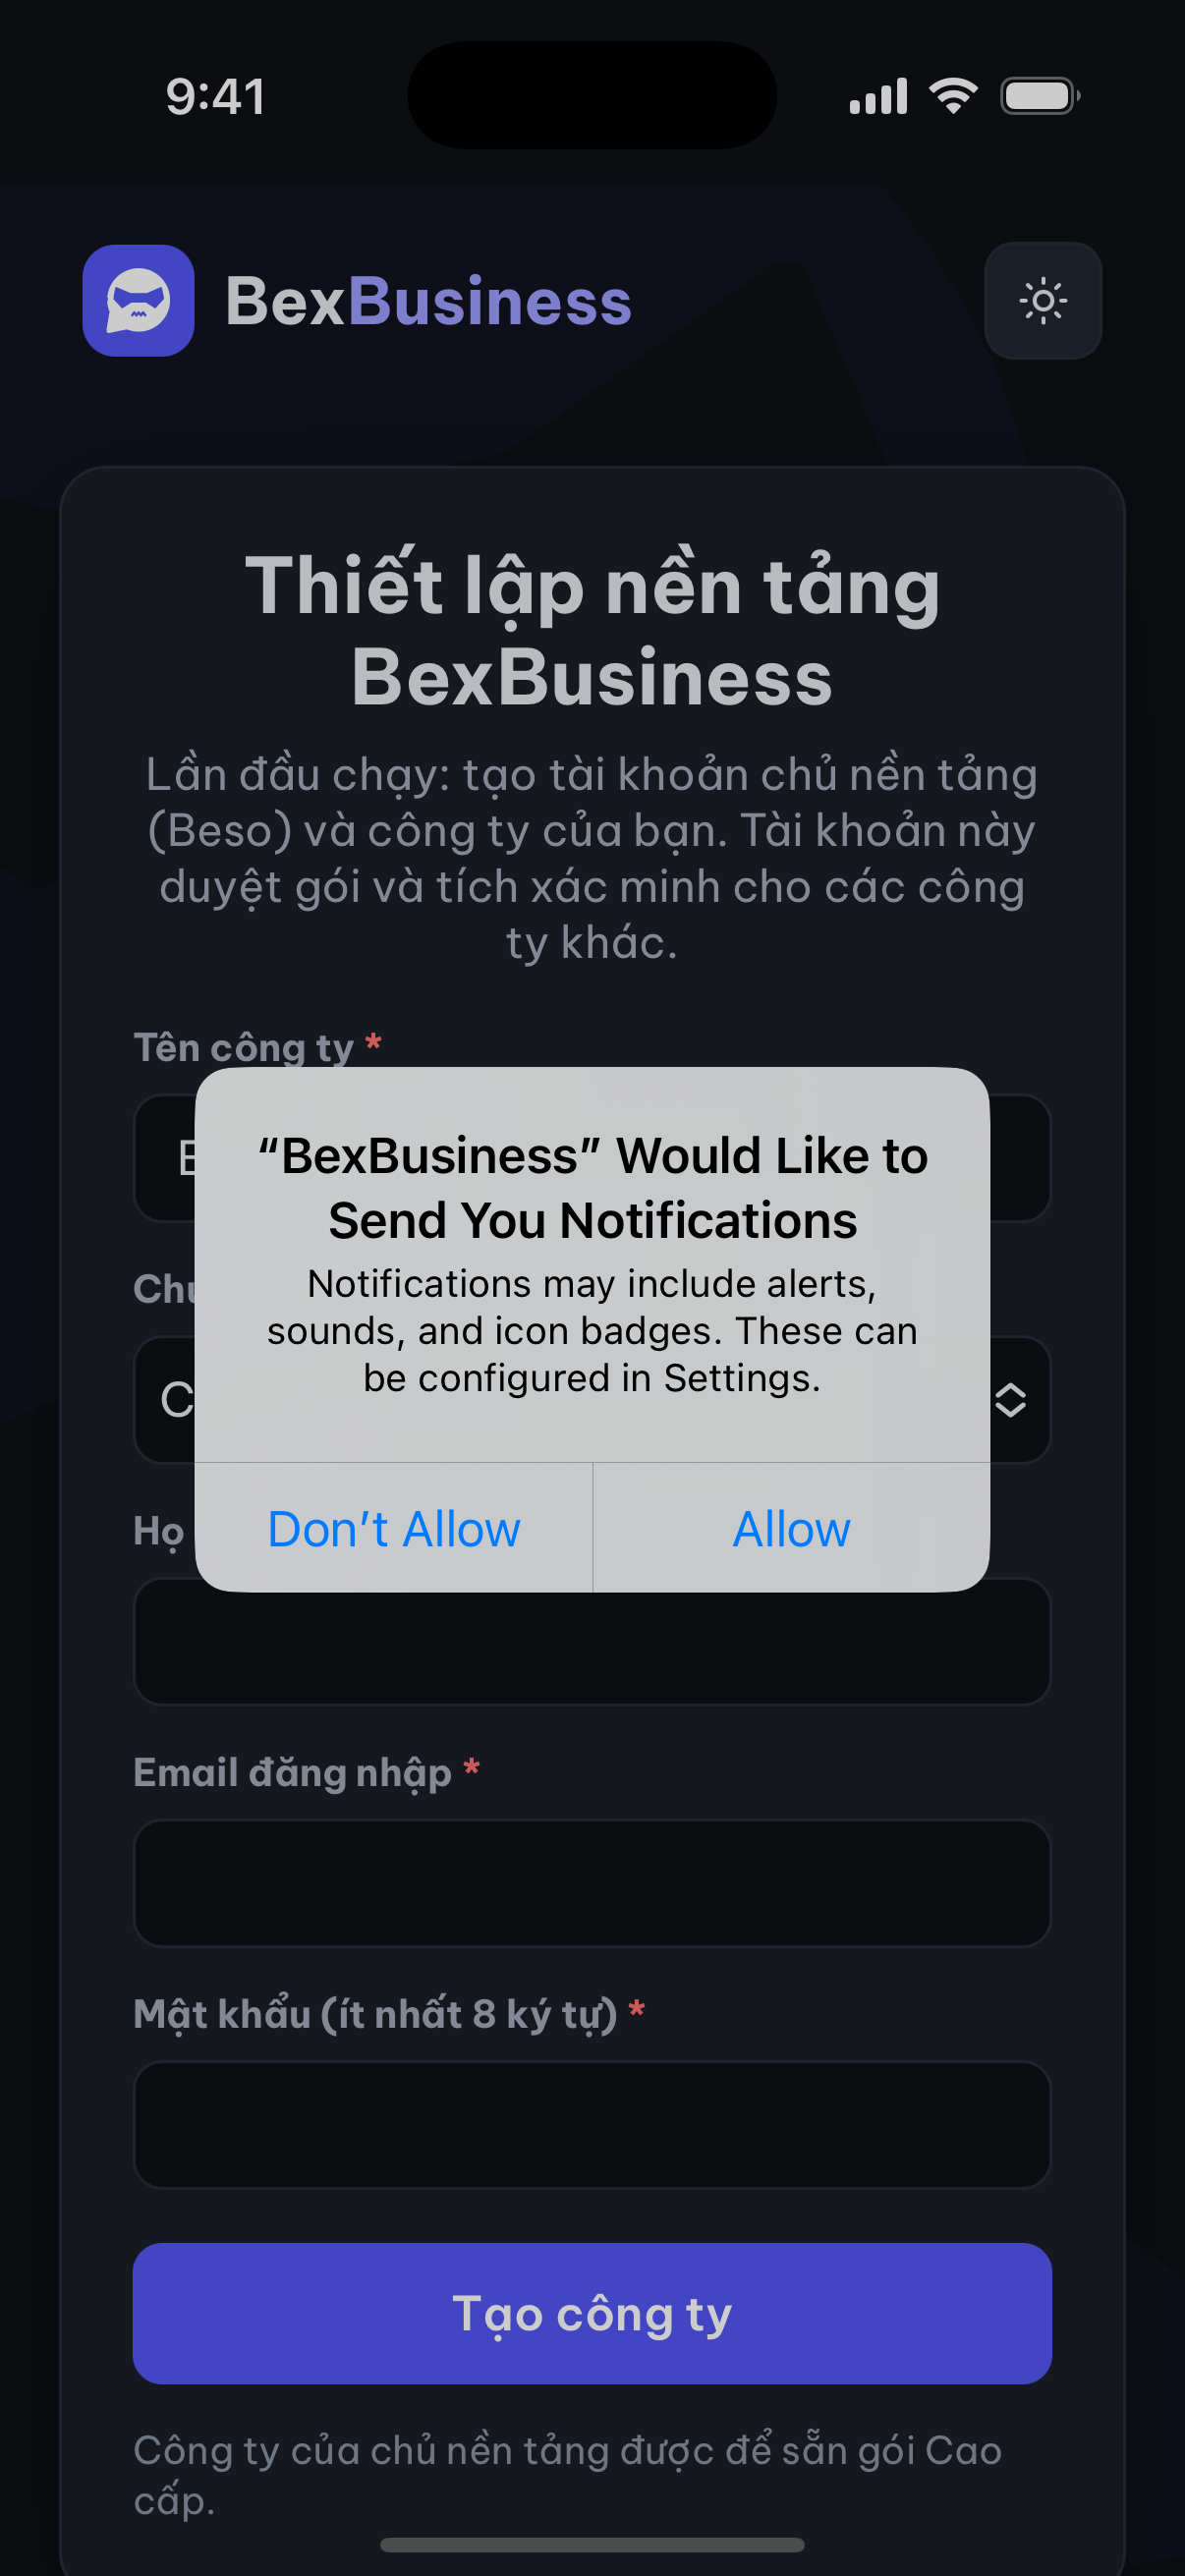 9:41
BexBusiness
Thiết lập nền tảng
BexBusiness
Lần đầu chạy: tạo tài khoản chủ nền tảng
(Beso) và công ty của bạn. Tài khoản này
duyệt gói và tích xác minh cho các công
ty khác.
Tên công ty *
“BexBusiness” Would Like to
Send You Notifications
Notifications may include alerts,
sounds, and icon badges. These can
be configured in Settings.
Don’t Allow
Allow
Họ
Email đăng nhập *
Mật khẩu (ít nhất 8 ký tự) *
Tạo công ty
Công ty của chủ nền tảng được để sẵn gói Cao
cấp.